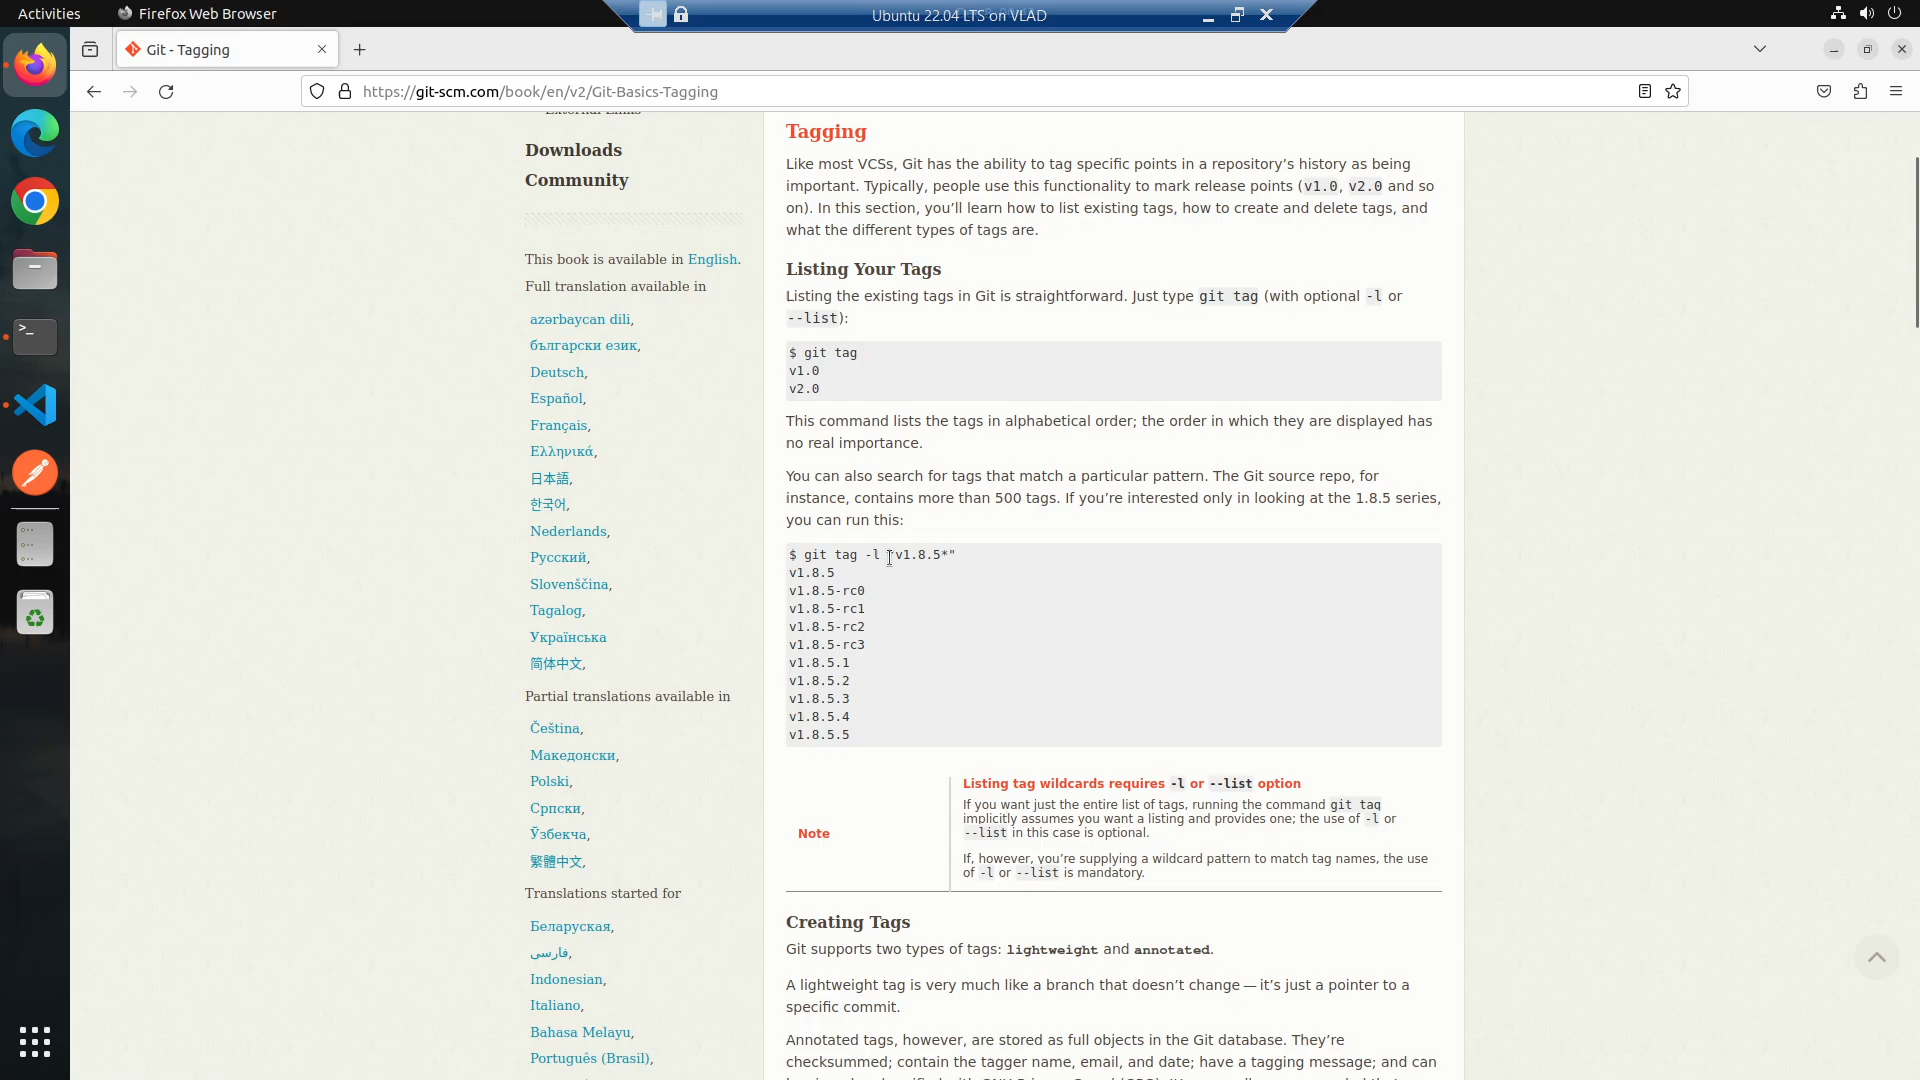 Activities
Firefox Web Browser
Ubuntu 22.04 LTS on VLAD
Git - Tagging
https://git-scm.com/book/en/v2/Git-Basics-Tagging
Downloads
Community
This book is available in English.
Full translation available in
azərbaycan dili,
български език,
Deutsch,
Español,
Français,
Ελληνικά,
日本語,
한국어,
Nederlands,
Русский,
Slovenščina,
Tagalog,
Українська
简体中文,
Partial translations available in
Čeština,
Македонски,
Polski,
Српски,
Ўзбекча,
繁體中文,
Translations started for
Беларуская,
فارسی,
Indonesian,
Italiano,
Bahasa Melayu,
Português (Brasil),
Tagging
Like most VCSs, Git has the ability to tag specific points in a repository’s history as being
important. Typically, people use this functionality to mark release points (v1.0, v2.0 and so
on). In this section, you’ll learn how to list existing tags, how to create and delete tags, and
what the different types of tags are.
Listing Your Tags
Listing the existing tags in Git is straightforward. Just type git tag (with optional -l or
--list):
$ git tag
v1.0
v2.0
This command lists the tags in alphabetical order; the order in which they are displayed has
no real importance.
You can also search for tags that match a particular pattern. The Git source repo, for
instance, contains more than 500 tags. If you’re interested only in looking at the 1.8.5 series,
you can run this:
$ git tag -l "v1.8.5*"
v1.8.5
v1.8.5-rc0
v1.8.5-rc1
v1.8.5-rc2
v1.8.5-rc3
v1.8.5.1
v1.8.5.2
v1.8.5.3
v1.8.5.4
v1.8.5.5
Note
Listing tag wildcards requires -l or --list option
If you want just the entire list of tags, running the command git tag
implicitly assumes you want a listing and provides one; the use of -l or
--list in this case is optional.
If, however, you’re supplying a wildcard pattern to match tag names, the use
of -l or --list is mandatory.
Creating Tags
Git supports two types of tags: lightweight and annotated.
A lightweight tag is very much like a branch that doesn’t change — it’s just a pointer to a
specific commit.
Annotated tags, however, are stored as full objects in the Git database. They’re
checksummed; contain the tagger name, email, and date; have a tagging message; and can